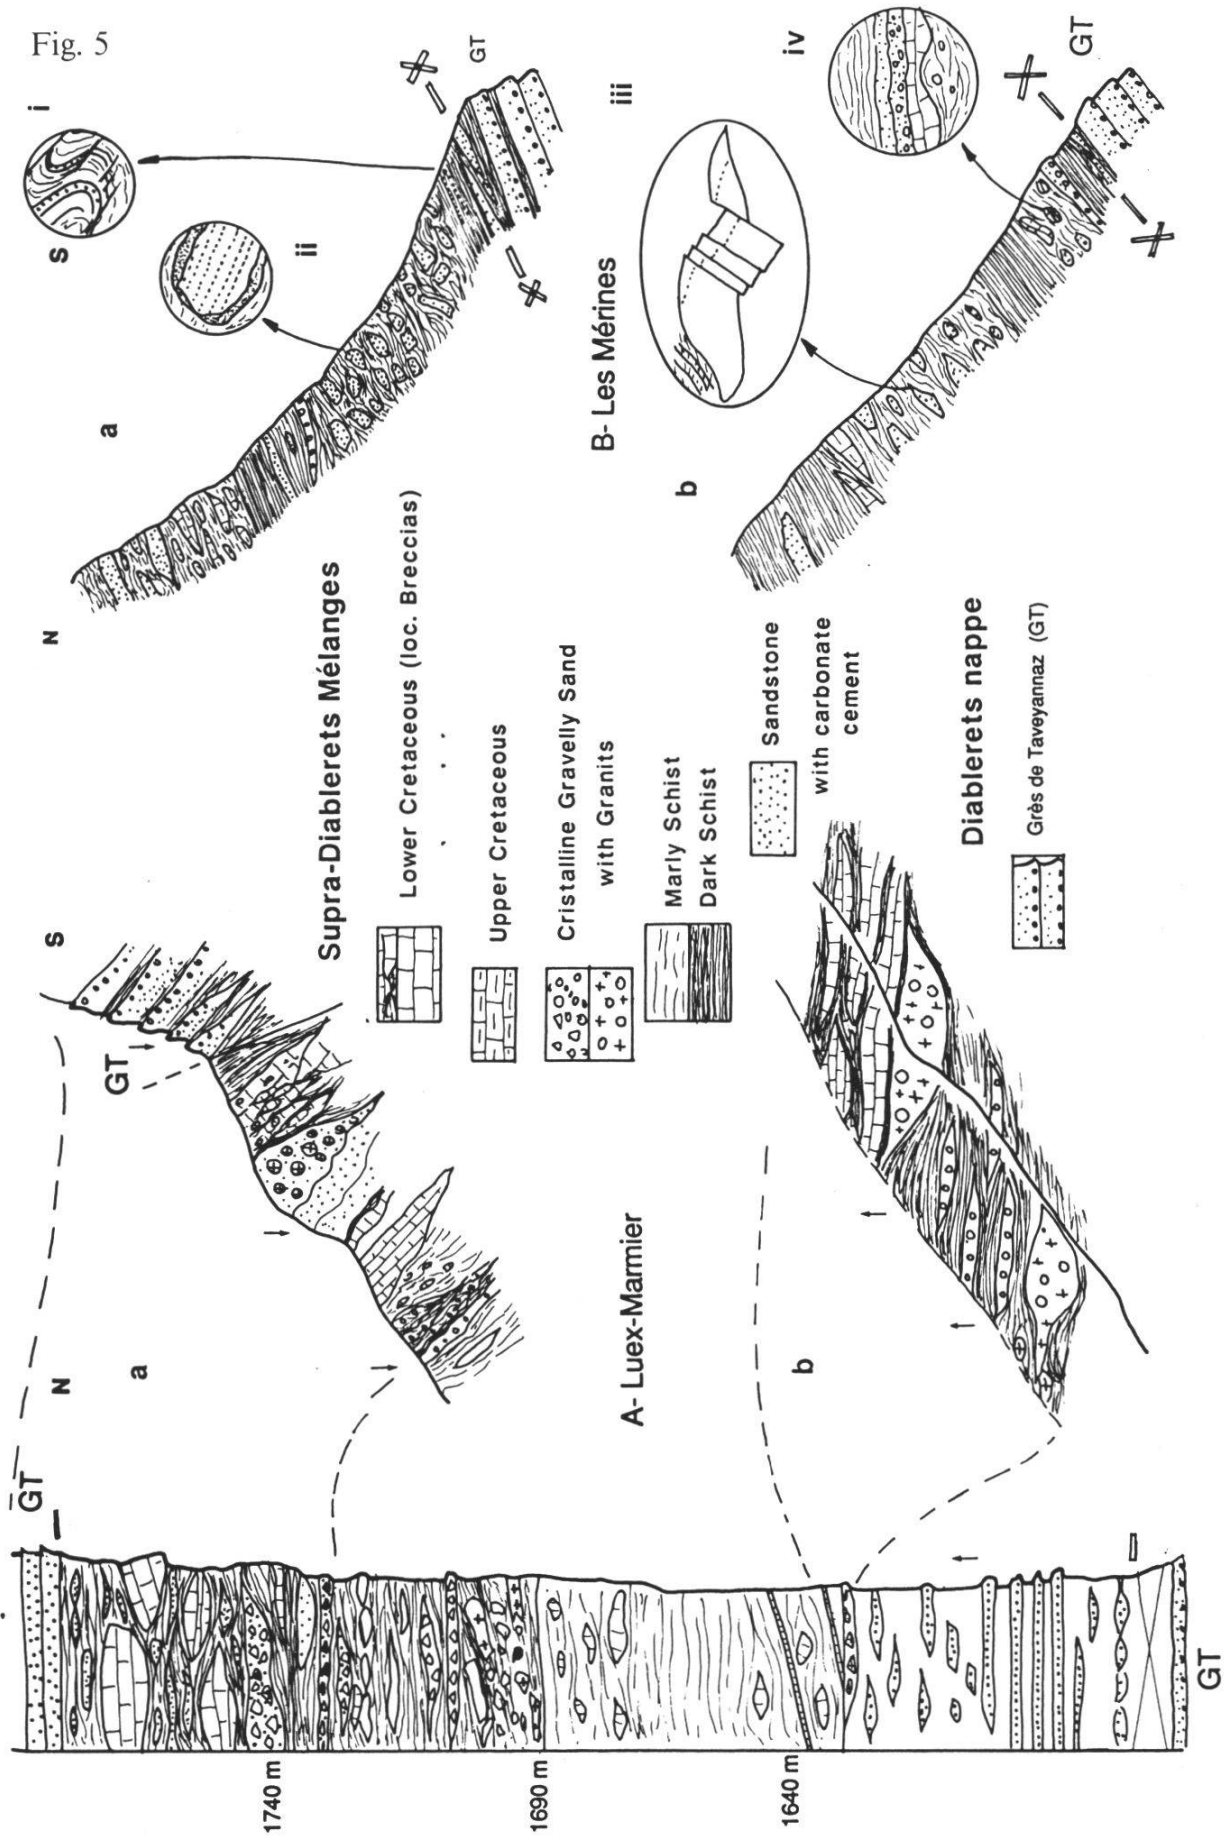 Fig. 5
GT
N
S
a
GT
A- Luex-Marmier
b
1740 m
1690 m
1640 m
GT
Supra-Diablerets Mélanges
Lower Cretaceous (loc. Breccias)
Upper Cretaceous
Cristalline Gravelly Sand
with Granits
Marly Schist
Dark Schist
Sandstone
with carbonate
cement
Diablerets nappe
Grès de Taveyannaz (GT)
N
S
a
i
ii
GT
B- Les Mérines
b
iii
iv
GT